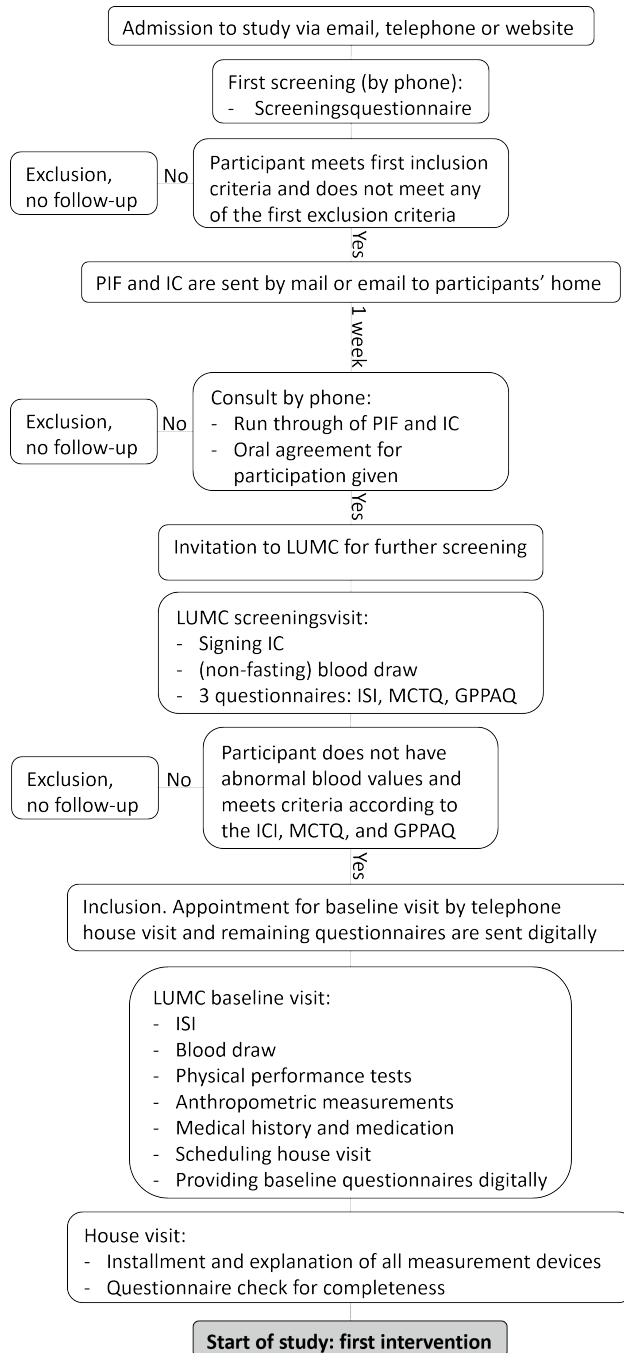 Admission to study via email, telephone or website
First screening (by phone):
- Screeningsquestionnaire
Exclusion,
no follow-up
No
Participant meets first inclusion
criteria and does not meet any
of the first exclusion criteria
Yes
PIF and IC are sent by mail or email to participants’ home
1 week
Exclusion,
no follow-up
No
Consult by phone:
- Run through of PIF and IC
- Oral agreement for
participation given
Yes
Invitation to LUMC for further screening
LUMC screeningsvisit:
- Signing IC
- (non-fasting) blood draw
- 3 questionnaires: ISI, MCTQ, GPPAQ
Exclusion,
no follow-up
No
Participant does not have
abnormal blood values and
meets criteria according to
the ICI, MCTQ, and GPPAQ
Yes
Inclusion. Appointment for baseline visit by telephone
house visit and remaining questionnaires are sent digitally
LUMC baseline visit:
- ISI
- Blood draw
- Physical performance tests
- Anthropometric measurements
- Medical history and medication
- Scheduling house visit
- Providing baseline questionnaires digitally
House visit:
- Installment and explanation of all measurement devices
- Questionnaire check for completeness
Start of study: first intervention